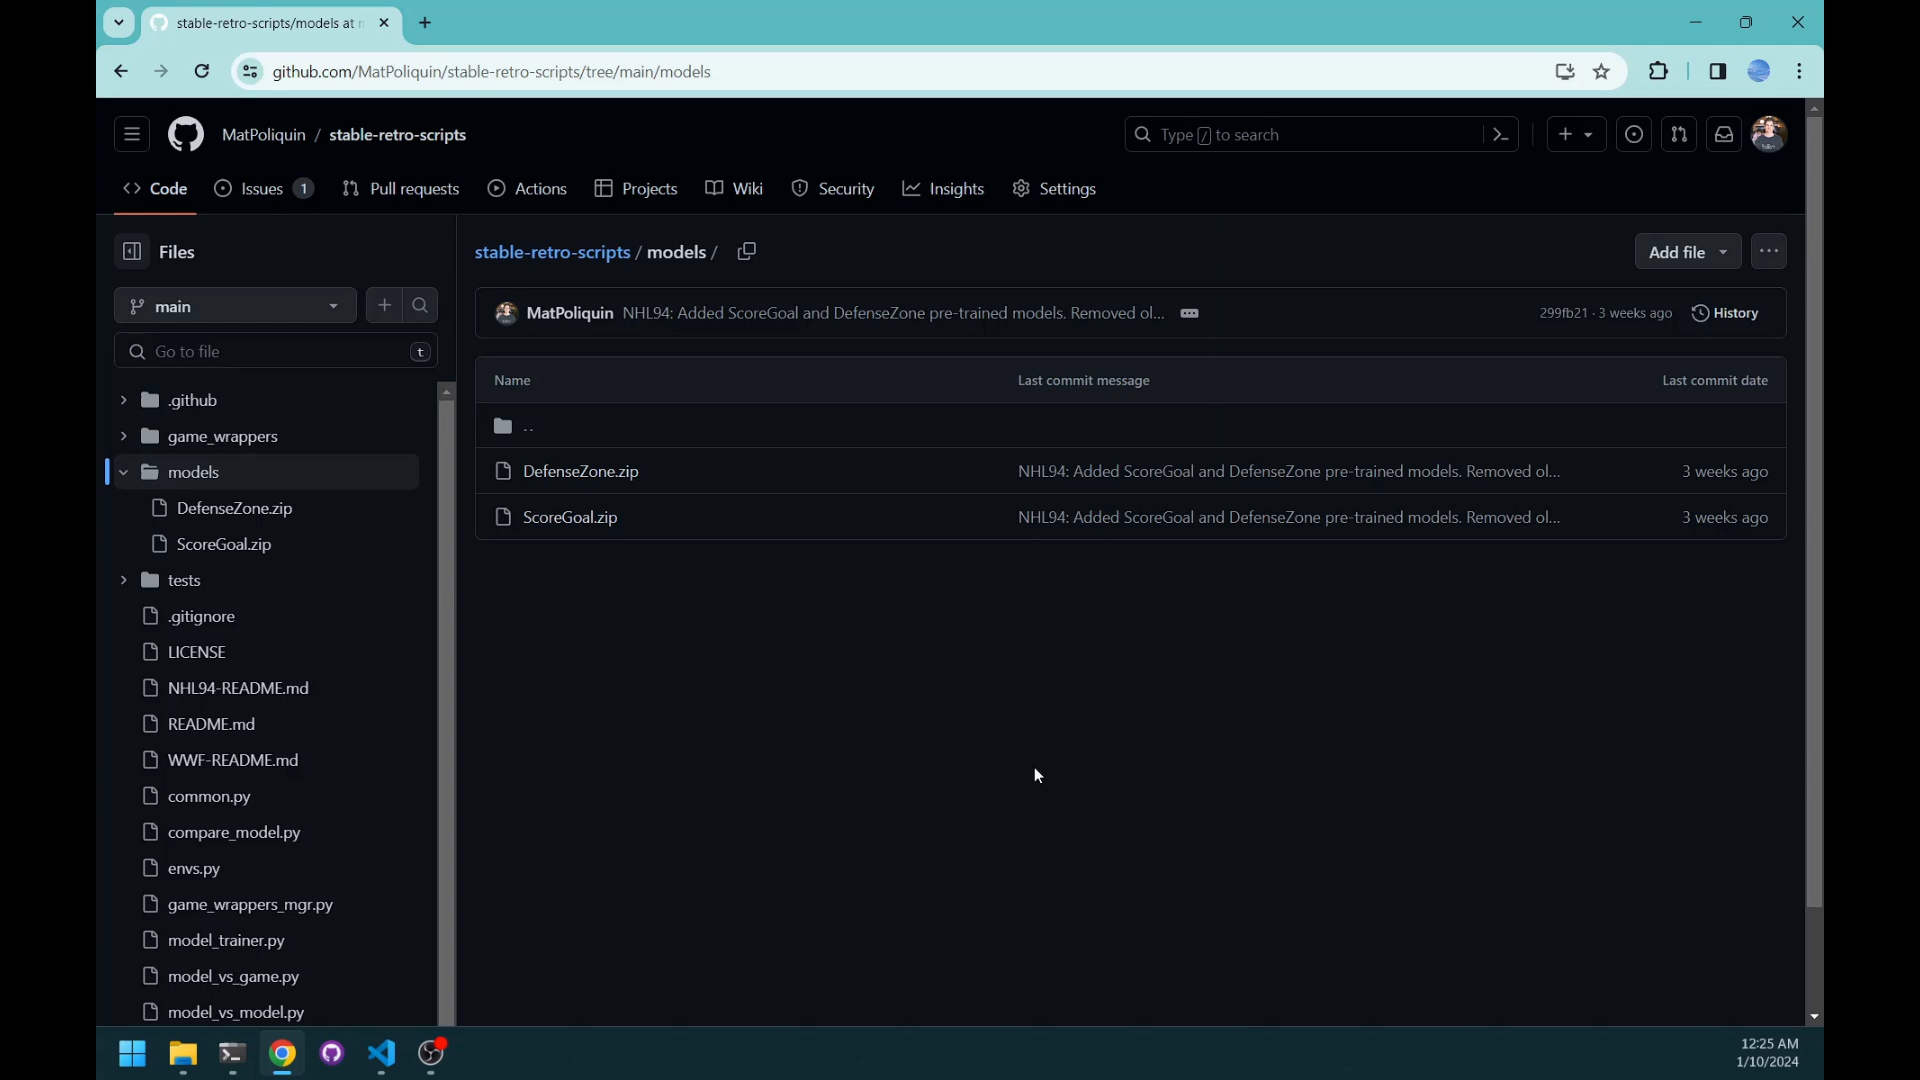 stable-retro-scripts/models at
github.com/MatPoliquin/stable-retro-scripts/tree/main/models
MatPoliquin / stable-retro-scripts
Type / to search
Code
Issues 1
Pull requests
Actions
Projects
Wiki
Security
Insights
Settings
Files
stable-retro-scripts / models /
Add file
main
MatPoliquin NHL94: Added ScoreGoal and DefenseZone pre-trained models. Removed ol...
299fb21 · 3 weeks ago
History
Go to file
t
Name
Last commit message
Last commit date
..
DefenseZone.zip
NHL94: Added ScoreGoal and DefenseZone pre-trained models. Removed ol...
3 weeks ago
ScoreGoal.zip
NHL94: Added ScoreGoal and DefenseZone pre-trained models. Removed ol...
3 weeks ago
.github
game_wrappers
models
DefenseZone.zip
ScoreGoal.zip
tests
.gitignore
LICENSE
NHL94-README.md
README.md
WWF-README.md
common.py
compare_model.py
envs.py
game_wrappers_mgr.py
model_trainer.py
model_vs_game.py
model_vs_model.py
12:25 AM
1/10/2024